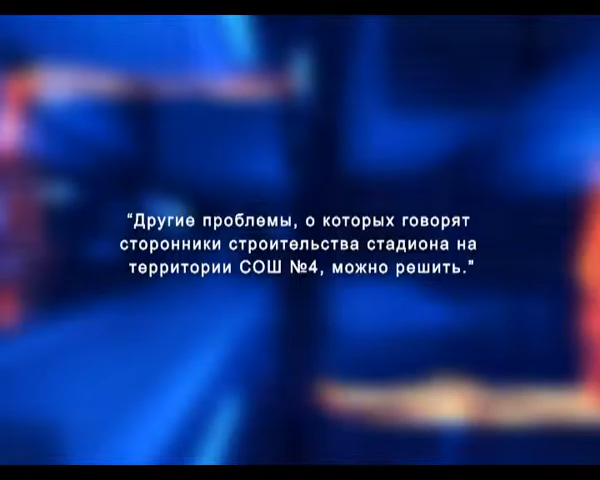 “Другие проблемы, о которых говорят
сторонники строительства стадиона на
территории СОШ №4, можно решить.”